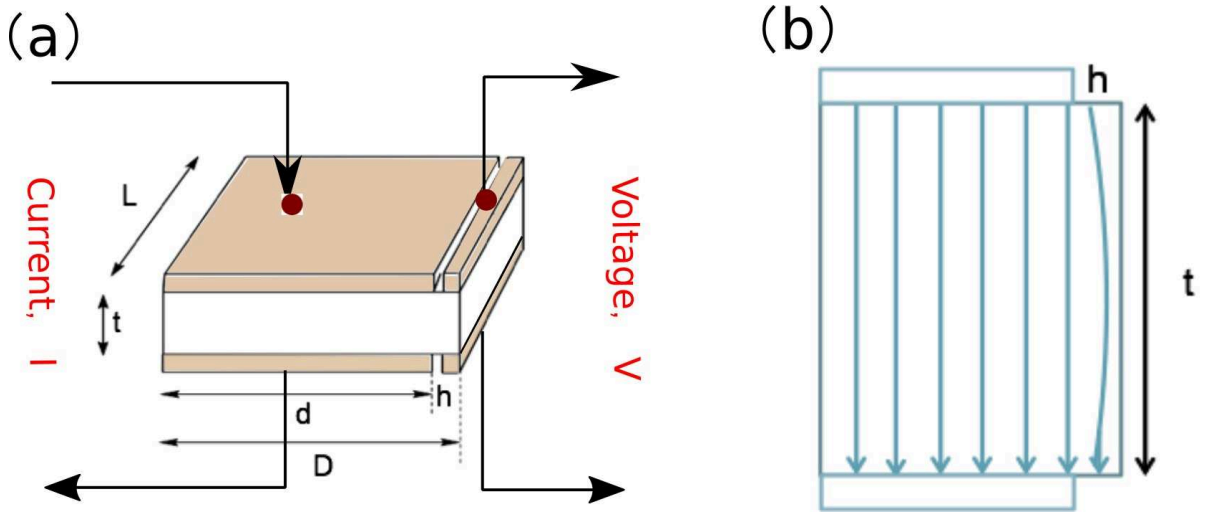 (a)
(b)
Current, I
L
t
d
h
D
Voltage, V
h
t